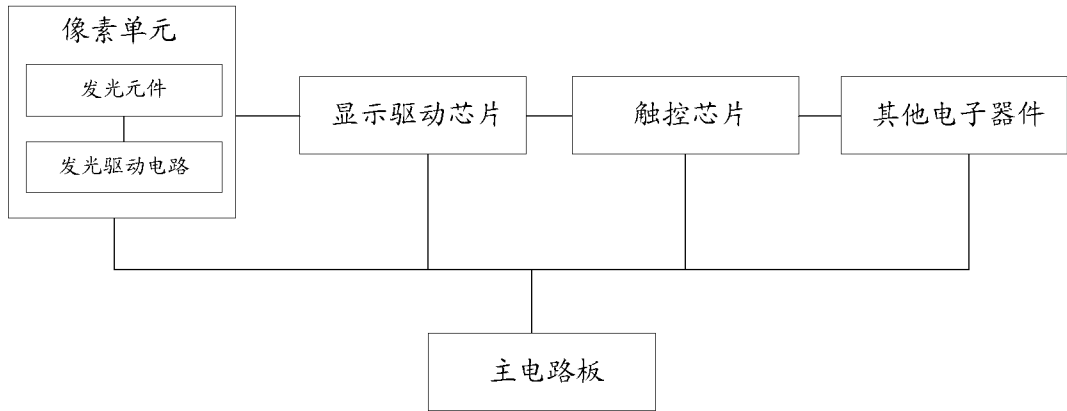 像素单元
发光元件
发光驱动电路
显示驱动芯片
触控芯片
其他电子器件
主电路板